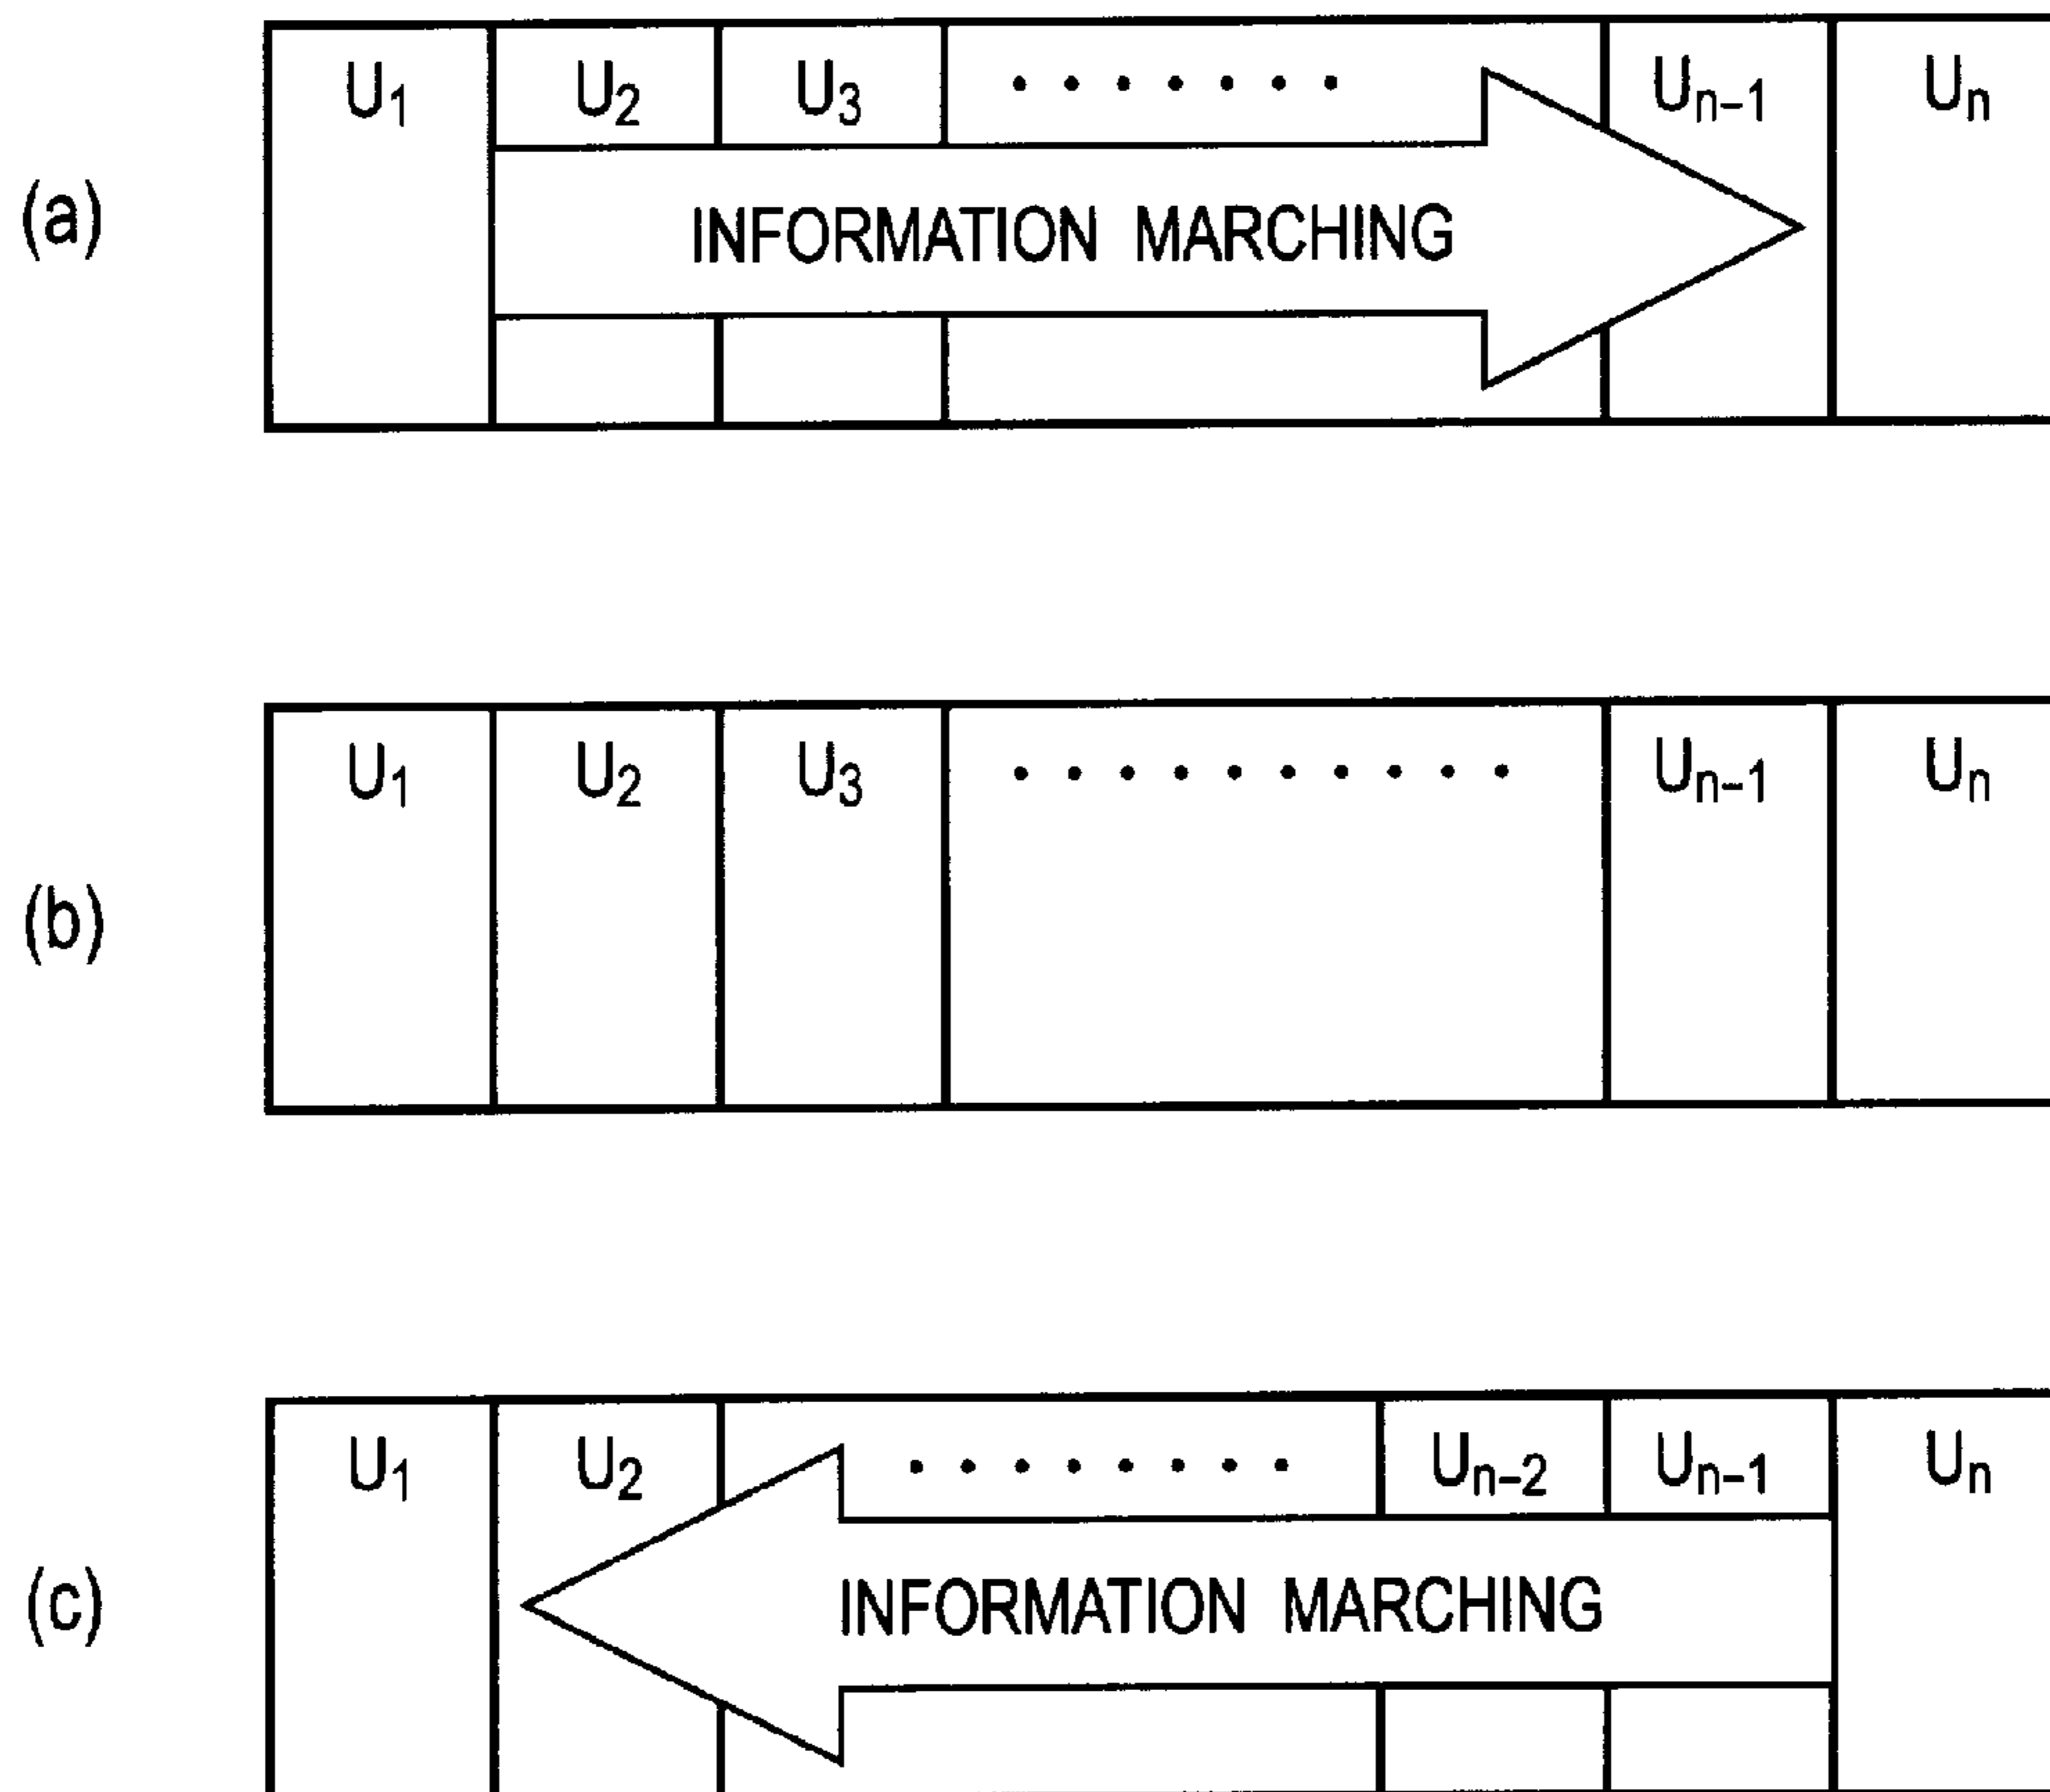 U₁ U₂ U₃ ······· Uₙ₋₁ Uₙ
(a)
INFORMATION MARCHING
U₁ U₂ U₃ ·········· Uₙ₋₁ Uₙ
(b)
U₁ U₂ ········ Uₙ₋₂ Uₙ₋₁ Uₙ
(c)
INFORMATION MARCHING